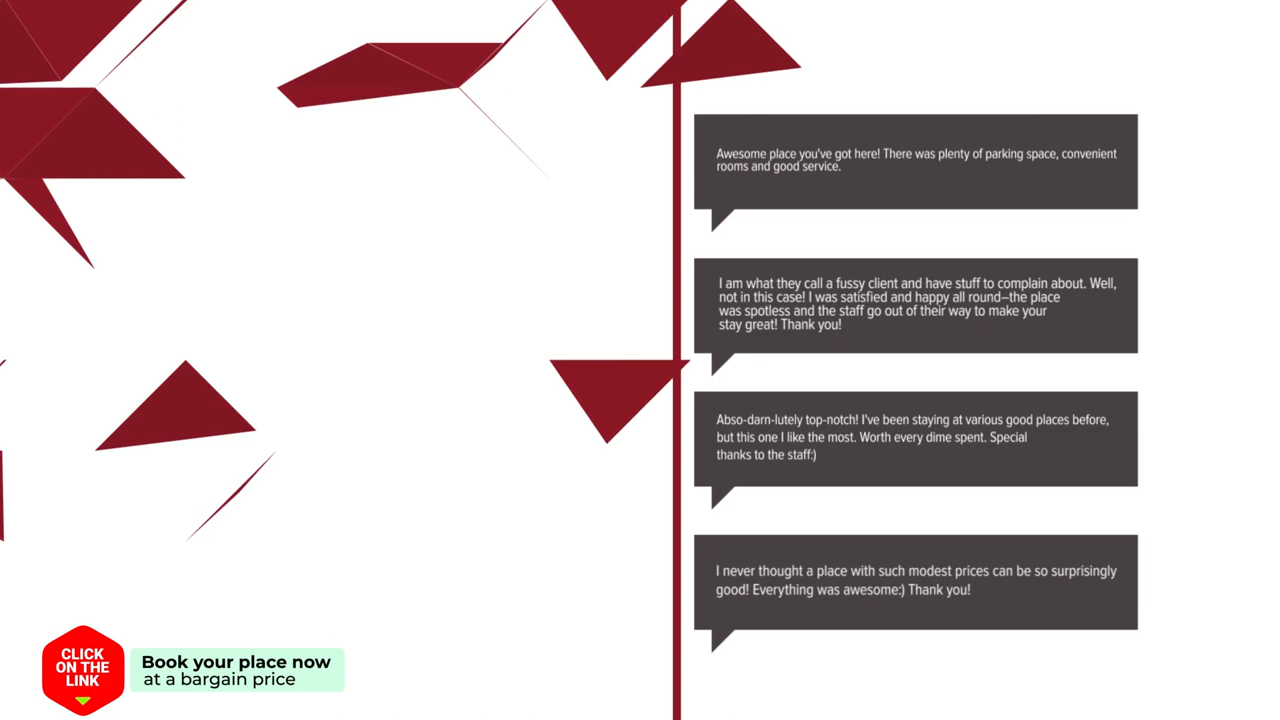 Awesome place you've got here! There was plenty of parking space, convenient
rooms and good service.
I am what they call a fussy client and have stuff to complain about. Well,
not in this case! I was satisfied and happy all round–the place
was spotless and the staff go out of their way to make your
stay great! Thank you!
Abso-darn-lutely top-notch! I've been staying at various good places before,
but this one I like the most. Worth every dime spent. Special
thanks to the staff:)
I never thought a place with such modest prices can be so surprisingly
good! Everything was awesome:) Thank you!
CLICK
ON THE
LINK
Book your place now
at a bargain price